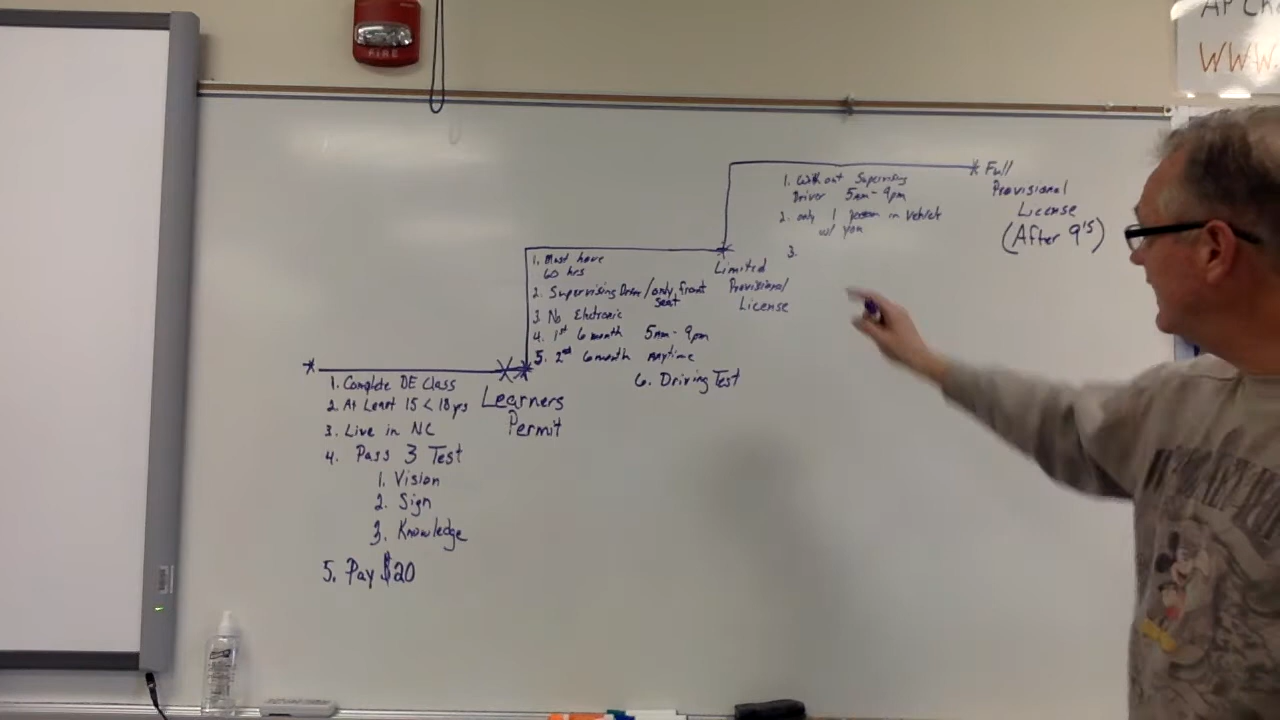 FIRE
AP Ch
WWW.
1. Without Supervising
Driver 5AM - 9pm
2. only 1 person in vehicle
w/ you
3.
Full
Provisional
License
(After 9's)
1. Must have
60 hrs
2. Supervising Driver/only front
seat
3 No Electronic
4. 1st 6 month 5AM - 9pm
5. 2nd 6 month Anytime
6. Driving Test
Limited
Provisional
License
1. Complete DE Class
2. At Least 15 < 18 yrs
3. Live in NC
4. Pass 3 Test
1. Vision
2. Sign
3. Knowledge
5. Pay $20
Learners
Permit